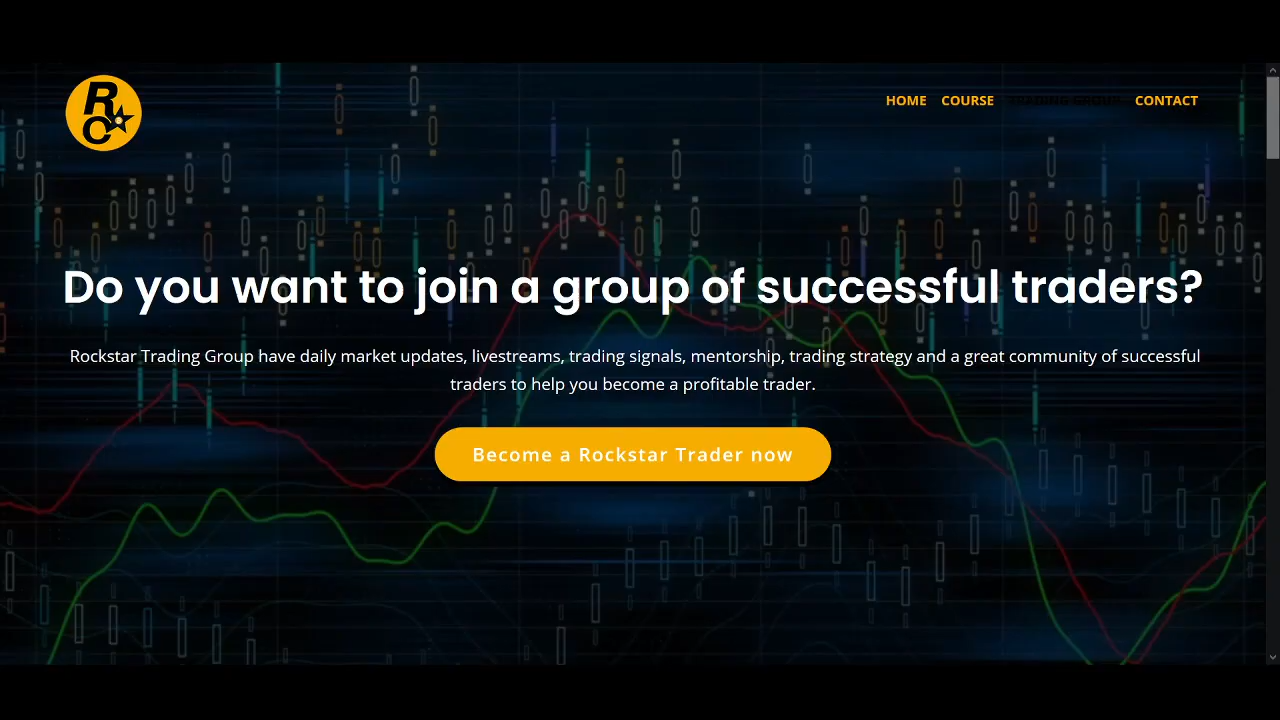 R
C
HOME COURSE TRADING GROUP CONTACT
Do you want to join a group of successful traders?
Rockstar Trading Group have daily market updates, livestreams, trading signals, mentorship, trading strategy and a great community of successful
traders to help you become a profitable trader.
Become a Rockstar Trader now